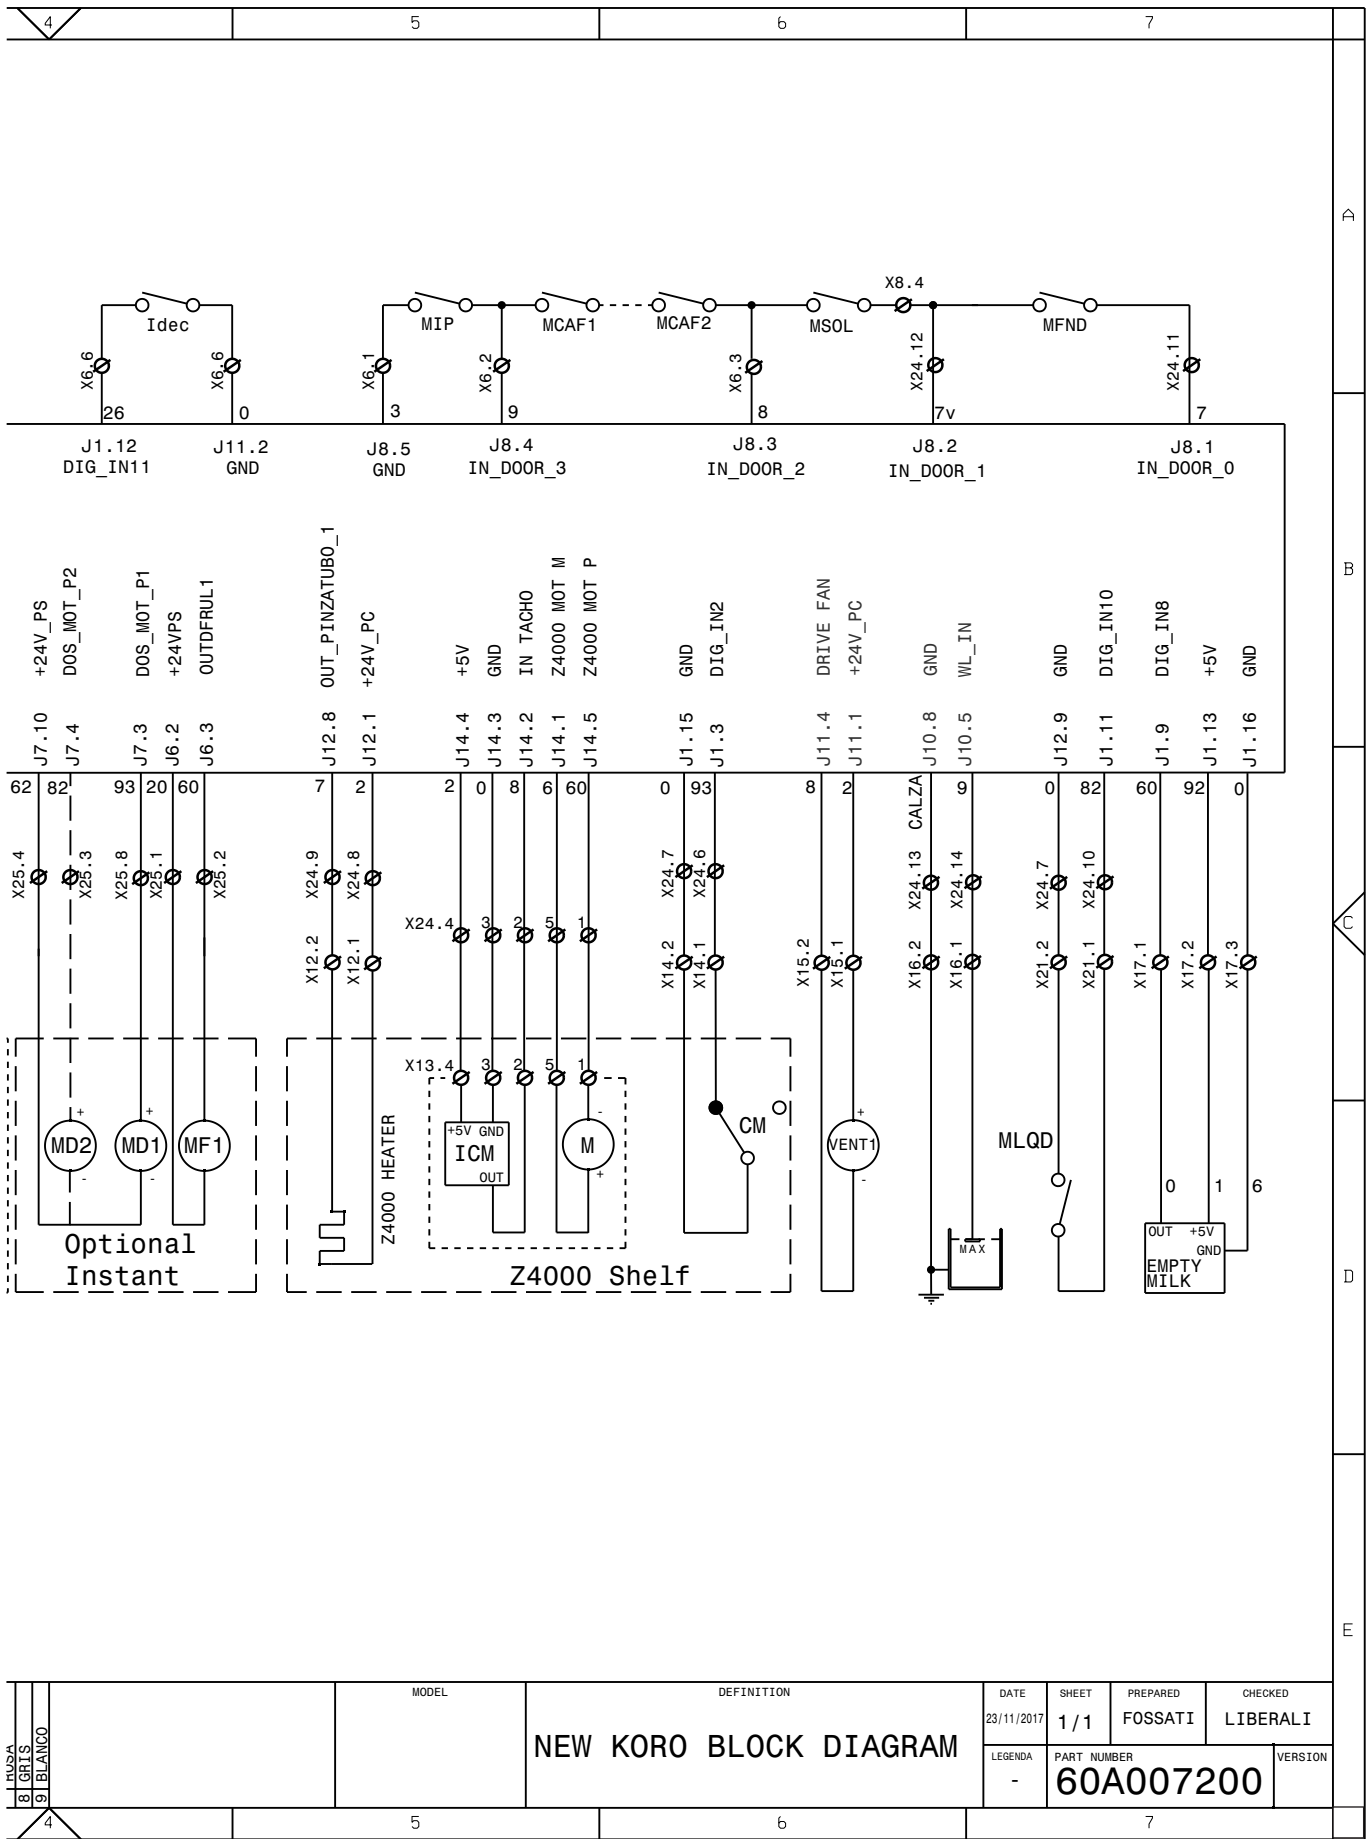 4 5 6 7
A
X8.4
Idec MIP MCAF1 MCAF2 MSOL MFND
X6.6 X6.6 X6.1 X6.2 X6.3 X24.12 X24.11
26 0 3 9 8 7v 7
J1.12 J11.2 J8.5 J8.4 J8.3 J8.2 J8.1
DIG_IN11 GND GND IN_DOOR_3 IN_DOOR_2 IN_DOOR_1 IN_DOOR_0
B
+24V_PS DOS_MOT_P2 DOS_MOT_P1 +24VPS OUTDFRUL1 OUT_PINZATUBO_1 +24V_PC +5V GND IN TACHO Z4000 MOT M Z4000 MOT P GND DIG_IN2 DRIVE FAN +24V_PC GND WL_IN GND DIG_IN10 DIG_IN8 +5V GND
J7.10 J7.4 J7.3 J6.2 J6.3 J12.8 J12.1 J14.4 J14.3 J14.2 J14.1 J14.5 J1.15 J1.3 J11.4 J11.1 J10.8 J10.5 J12.9 J1.11 J1.9 J1.13 J1.16
62 82 93 20 60 7 2 2 0 8 6 60 0 93 8 2 CALZA 9 0 82 60 92 0
X25.4 X25.3 X25.8 X25.1 X25.2 X24.9 X24.8 X24.7 X24.6 X24.13 X24.14 X24.7 X24.10
X24.4 3 2 5 1
C
X12.2 X12.1 X14.2 X14.1 X15.2 X15.1 X16.2 X16.1 X21.2 X21.1 X17.1 X17.2 X17.3
X13.4 3 2 5 1
+ + - +
MD2 MD1 MF1 Z4000 HEATER +5V GND ICM OUT M CM VENT1 MLQD
- - + -
0 1 6
MAX
OUT +5V
GND
EMPTY
MILK
Optional
Instant
Z4000 Shelf
D
E
8 GRIS
9 BLANCO
MODEL
DEFINITION
NEW KORO BLOCK DIAGRAM
DATE SHEET PREPARED CHECKED
23/11/2017 1/1 FOSSATI LIBERALI
LEGENDA PART NUMBER VERSION
- 60A007200
4 5 6 7